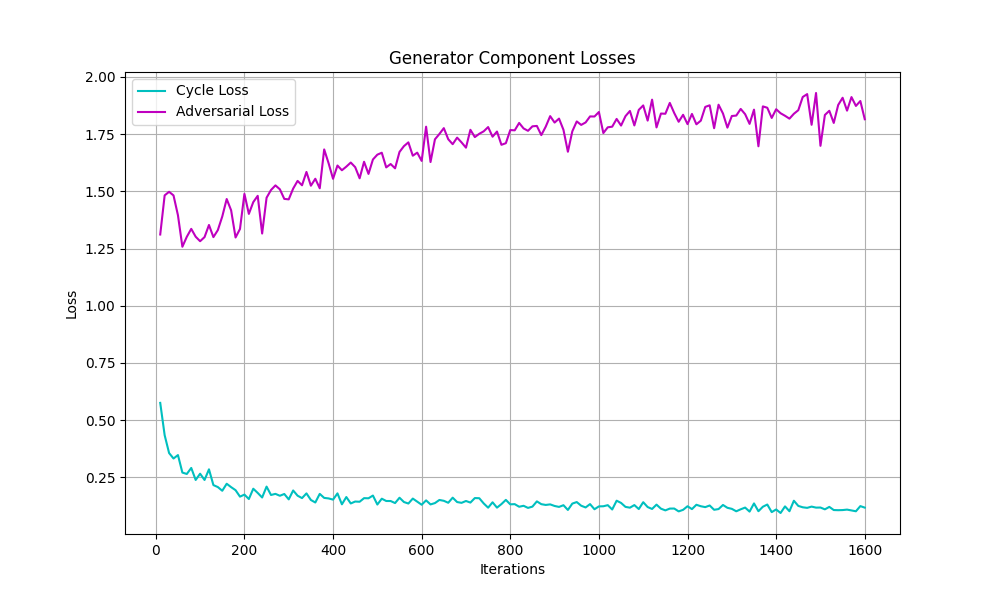 Generator Component Losses
Cycle Loss
Adversarial Loss
Loss
2.00
1.75
1.50
1.25
1.00
0.75
0.50
0.25
0 200 400 600 800 1000 1200 1400 1600
Iterations